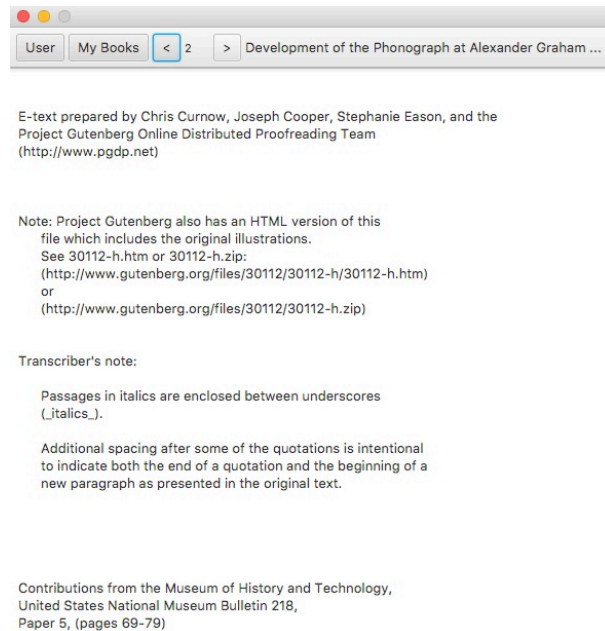 User My Books < 2 > Development of the Phonograph at Alexander Graham ...
E-text prepared by Chris Curnow, Joseph Cooper, Stephanie Eason, and the
Project Gutenberg Online Distributed Proofreading Team
(http://www.pgdp.net)
Note: Project Gutenberg also has an HTML version of this
file which includes the original illustrations.
See 30112-h.htm or 30112-h.zip:
(http://www.gutenberg.org/files/30112/30112-h/30112-h.htm)
or
(http://www.gutenberg.org/files/30112/30112-h.zip)
Transcriber's note:
Passages in italics are enclosed between underscores
(_italics_).
Additional spacing after some of the quotations is intentional
to indicate both the end of a quotation and the beginning of a
new paragraph as presented in the original text.
Contributions from the Museum of History and Technology,
United States National Museum Bulletin 218,
Paper 5, (pages 69-79)